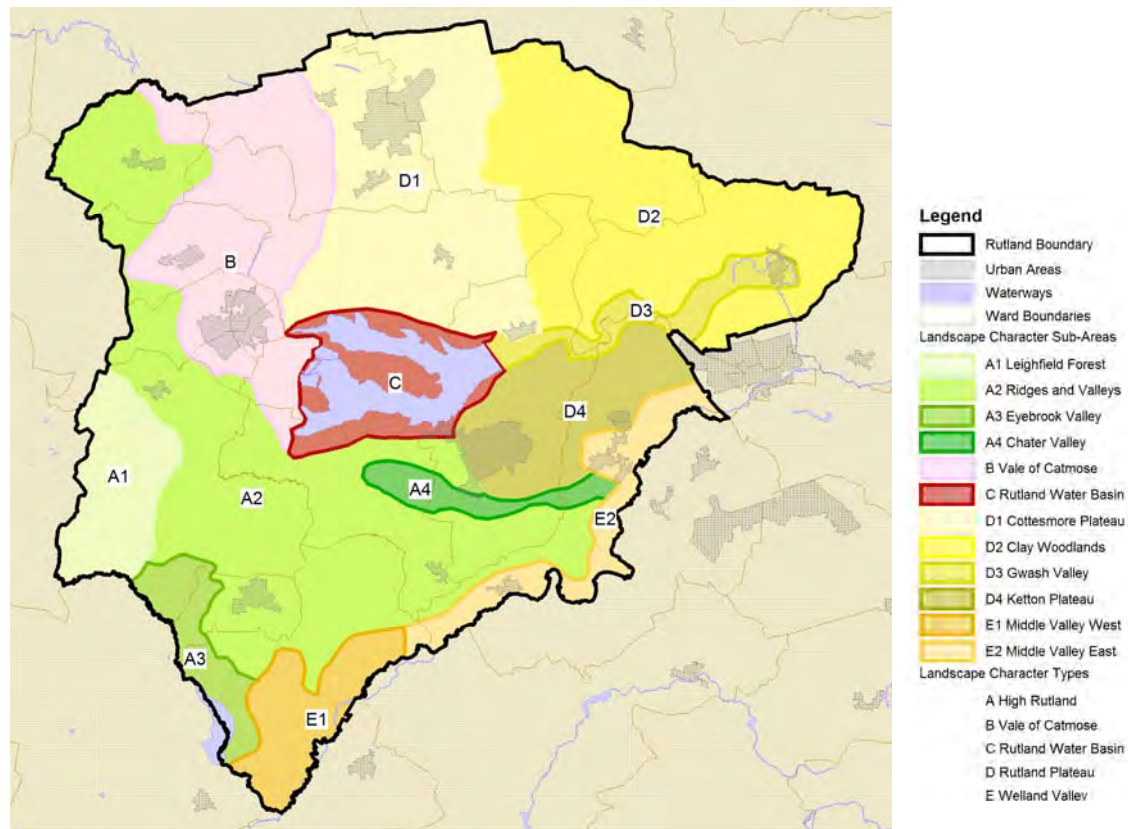 D1
D2
B
D3
C
D4
A1
A2
A4
E2
A3
E1
Legend
Rutland Boundary
Urban Areas
Waterways
Ward Boundaries
Landscape Character Sub-Areas
A1 Leighfield Forest
A2 Ridges and Valleys
A3 Eyebrook Valley
A4 Chater Valley
B Vale of Catmose
C Rutland Water Basin
D1 Cottesmore Plateau
D2 Clay Woodlands
D3 Gwash Valley
D4 Ketton Plateau
E1 Middle Valley West
E2 Middle Valley East
Landscape Character Types
A High Rutland
B Vale of Catmose
C Rutland Water Basin
D Rutland Plateau
E Welland Valley